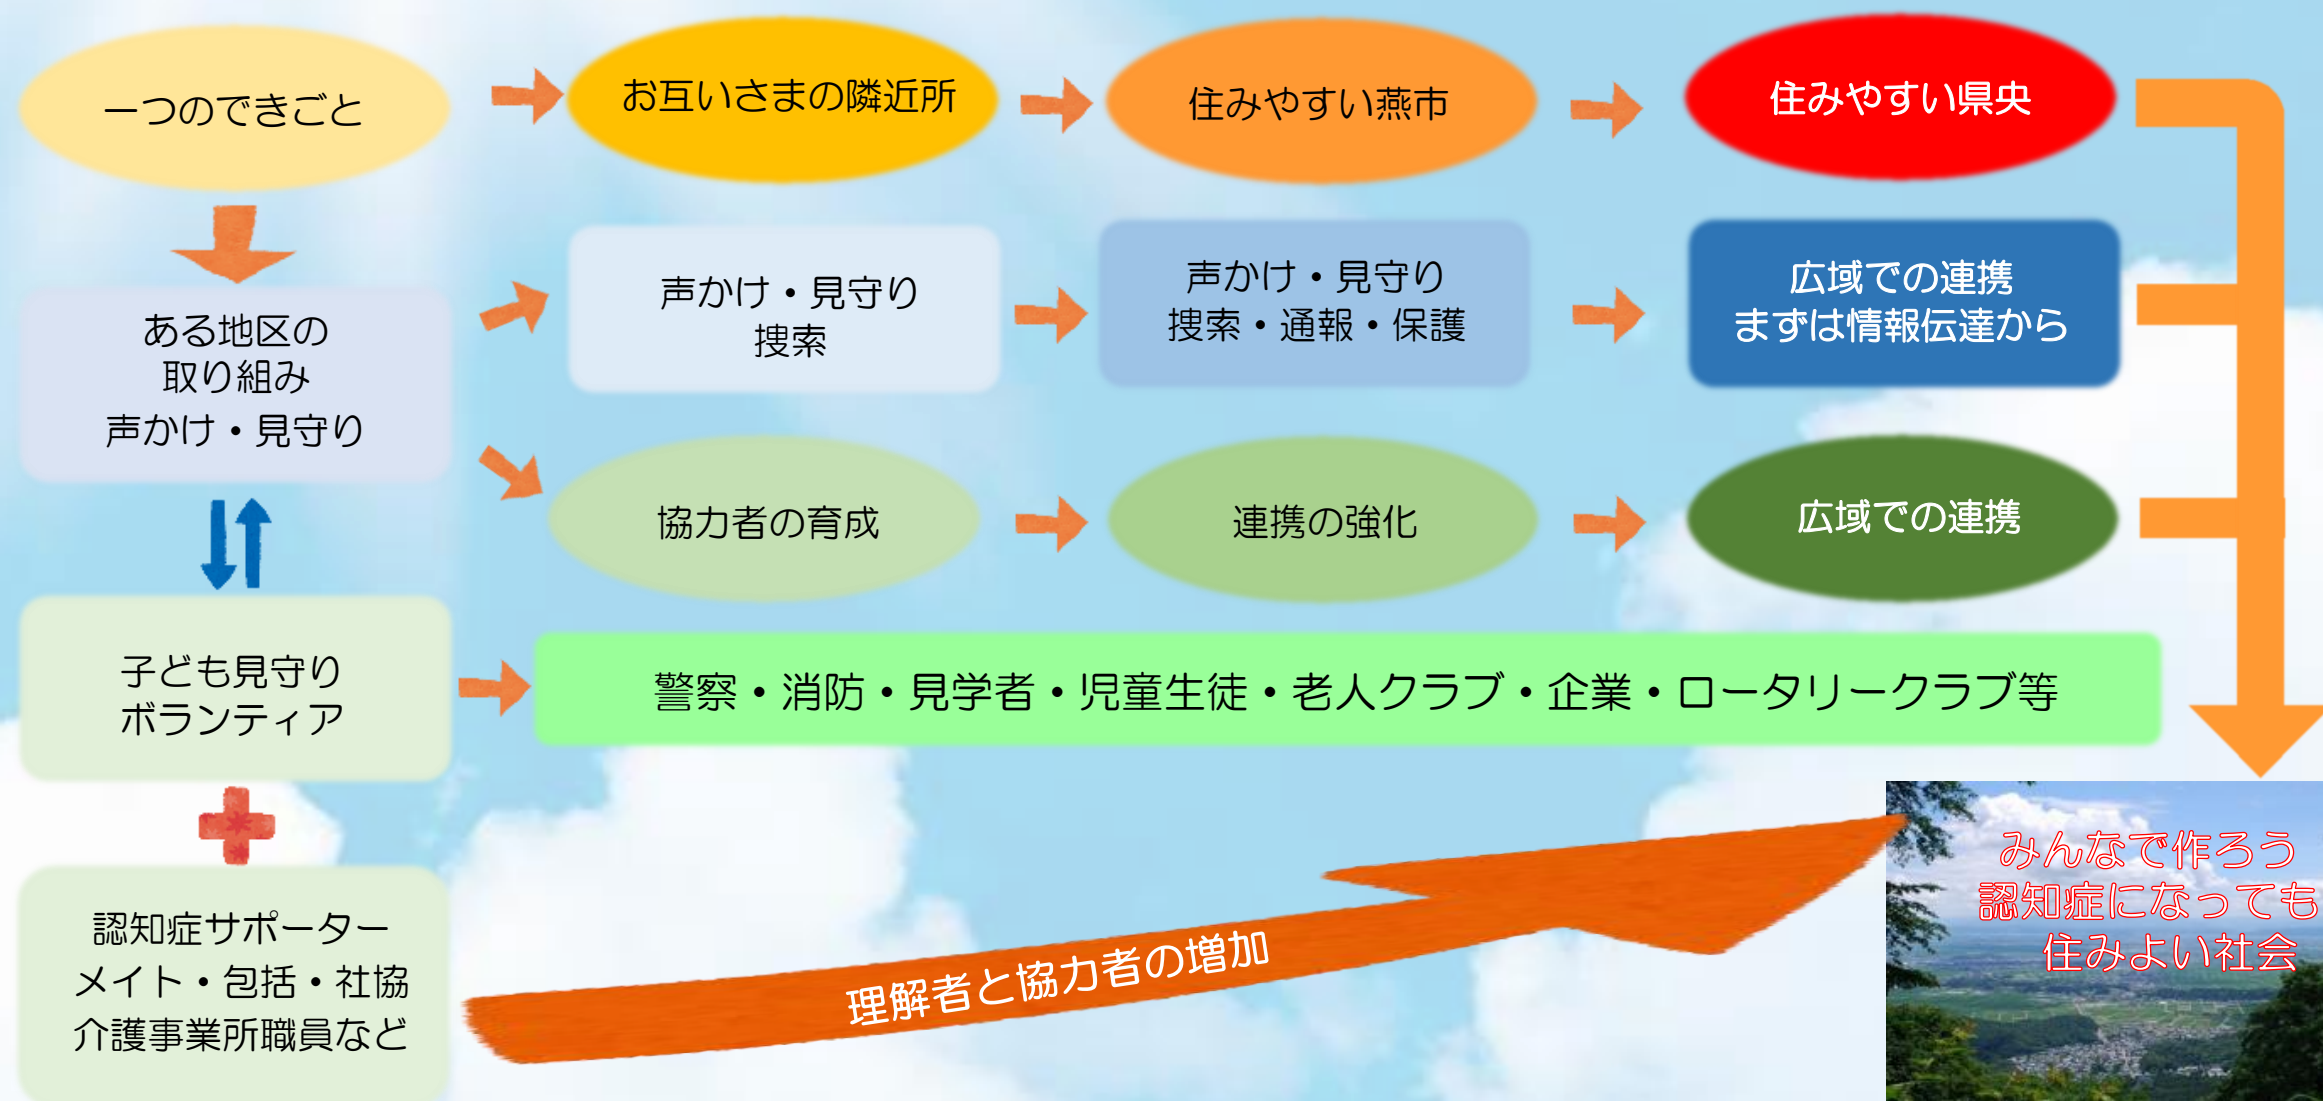 一つのできごと
お互いさまの隣近所
住みやすい燕市
住みやすい県央
ある地区の
取り組み
声かけ・見守り
声かけ・見守り
捜索
声かけ・見守り
捜索・通報・保護
広域での連携
まずは情報伝達から
協力者の育成
連携の強化
広域での連携
子ども見守り
ボランティア
警察・消防・見学者・児童生徒・老人クラブ・企業・ロータリークラブ等
認知症サポーター
メイト・包括・社協
介護事業所職員など
理解者と協力者の増加
みんなで作ろう
認知症になっても
住みよい社会